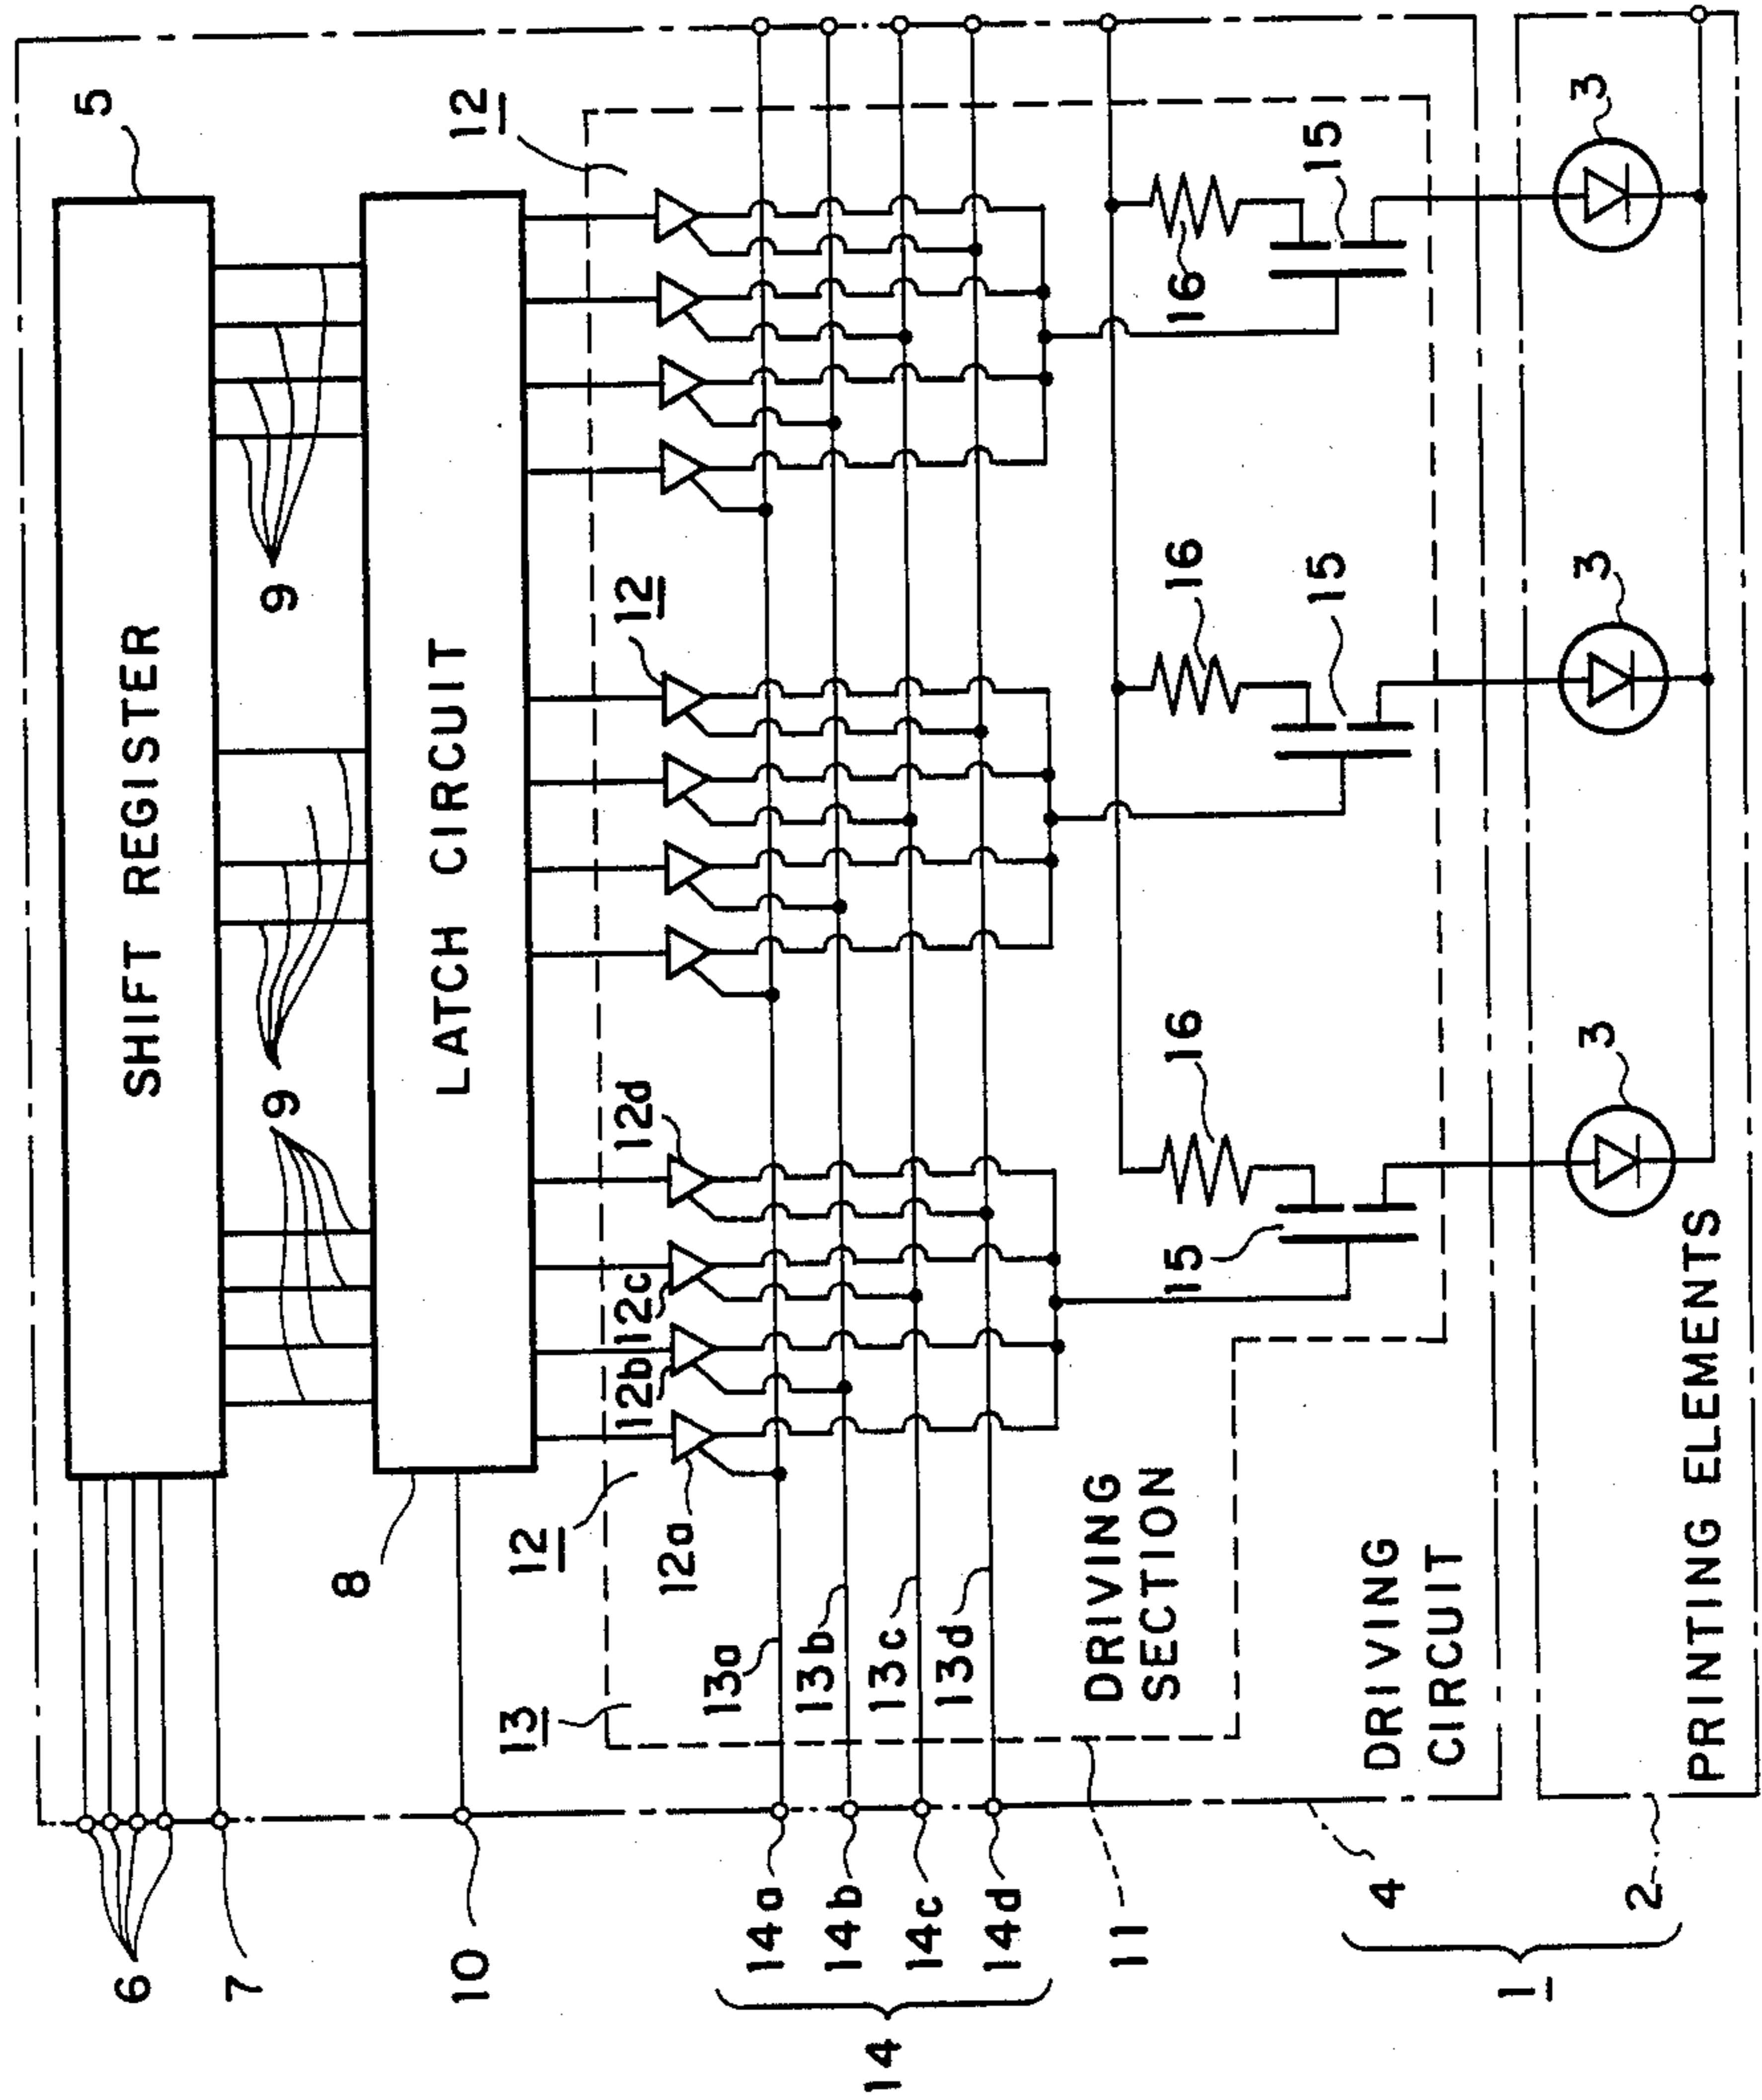 5
SHIFT REGISTER
6
7
9
9
9
LATCH CIRCUIT
8
10
12
12
12
12a
12b
12c
12d
13
13a
13b
13c
13d
14a
14b
14c
14d
14
DRIVING
SECTION
11
16
16
16
15
15
15
DRIVING
CIRCUIT
4
3
3
3
PRINTING ELEMENTS
2
1